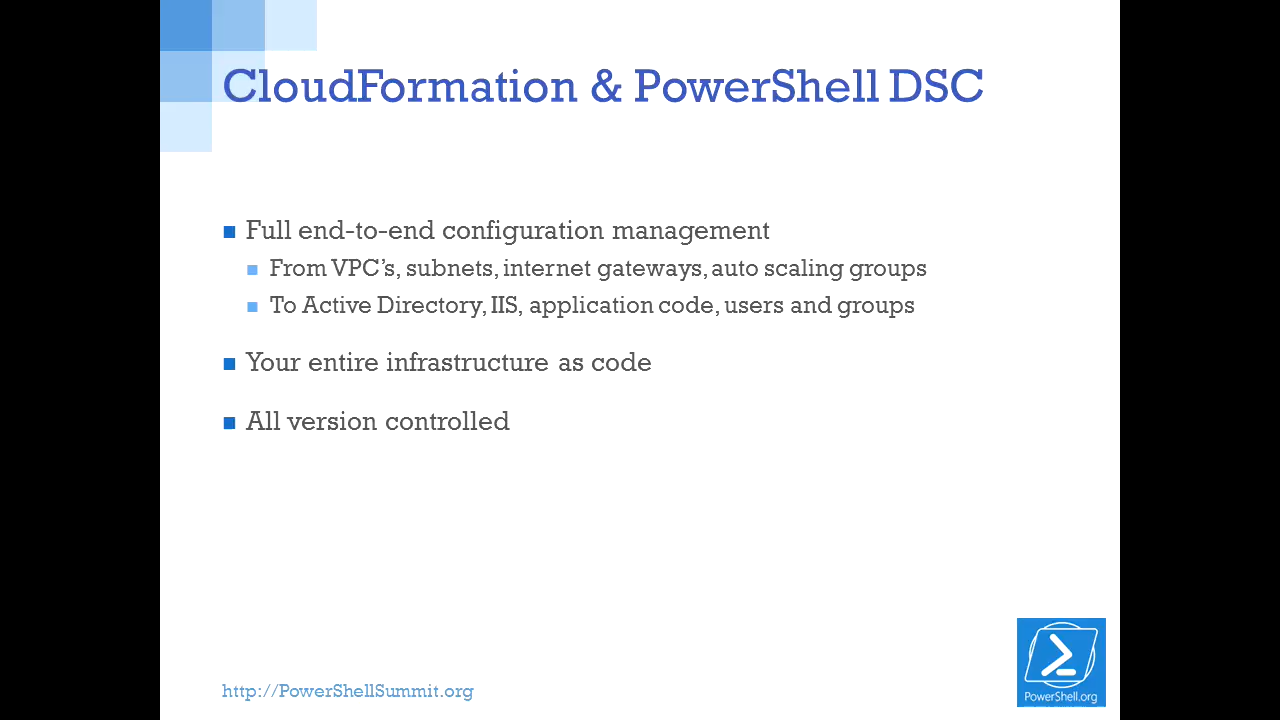 CloudFormation & PowerShell DSC
Full end-to-end configuration management
From VPC's, subnets, internet gateways, auto scaling groups
To Active Directory, IIS, application code, users and groups
Your entire infrastructure as code
All version controlled
http://PowerShellSummit.org
PowerShell.org